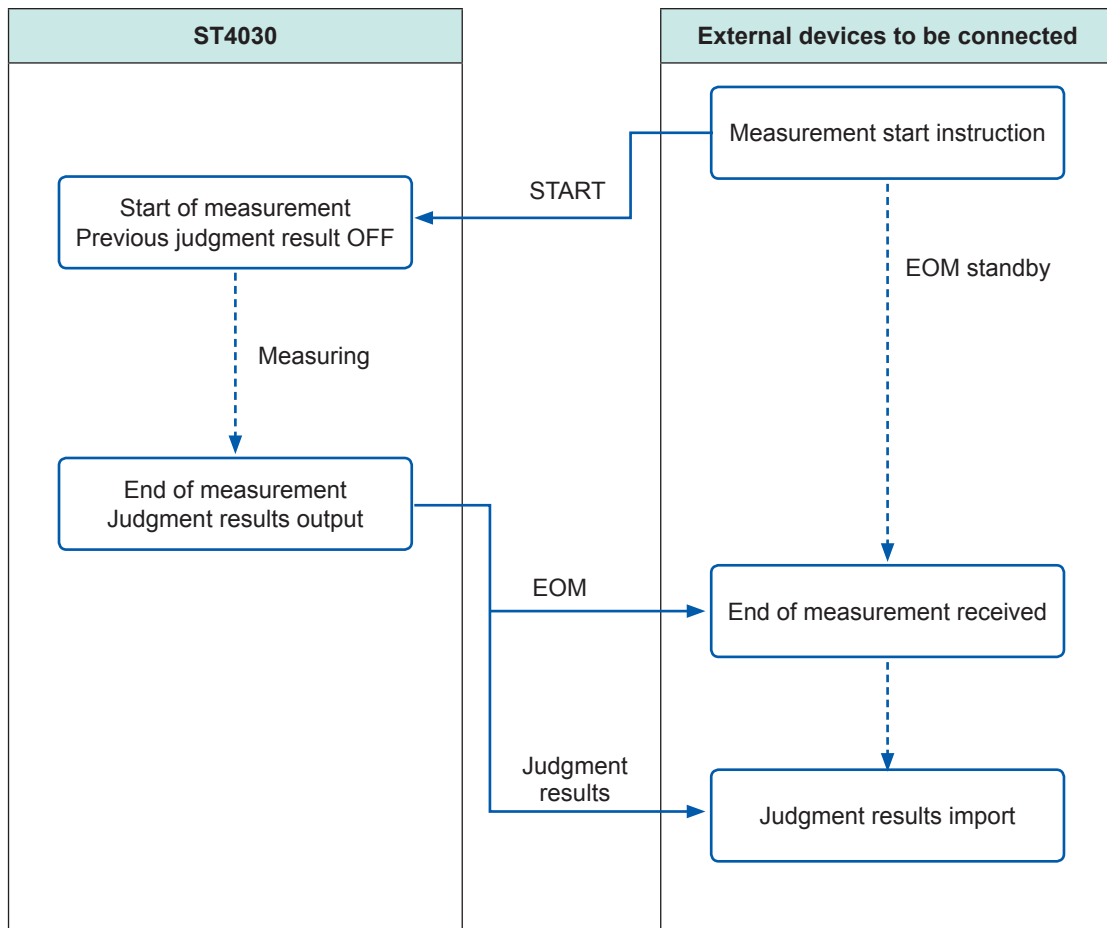 ST4030
External devices to be connected
Measurement start instruction
START
Start of measurement
Previous judgment result OFF
EOM standby
Measuring
End of measurement
Judgment results output
EOM
End of measurement received
Judgment
results
Judgment results import